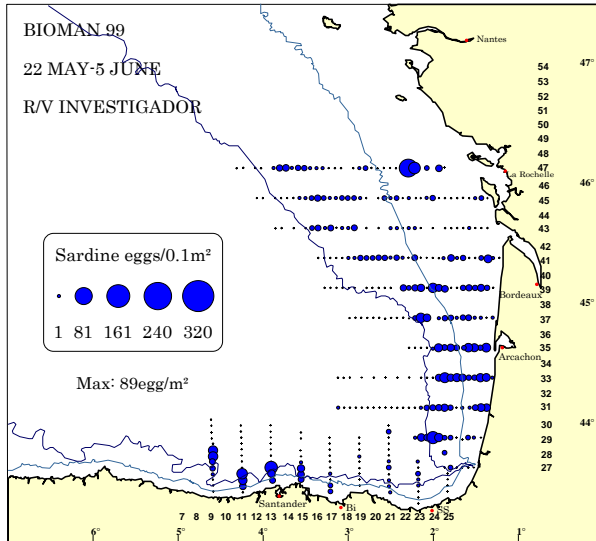 BIOMAN 99
22 MAY-5 JUNE
R/V INVESTIGADOR
Nantes
47°
54
53
52
51
50
49
48
47
La Rochelle
46
46°
45
44
43
42
41
40
39
Bordeaux
45°
38
37
36
35
Arcachon
34
33
32
31
30
44°
29
28
27
Sardine eggs/0.1m²
1 81 161 240 320
Max: 89egg/m²
Santander
Bi
SS
7 8 9 10 11 12 13 14 15 16 17 18 19 20 21 22 23 24 25
6° 5° 4° 3° 2° 1°